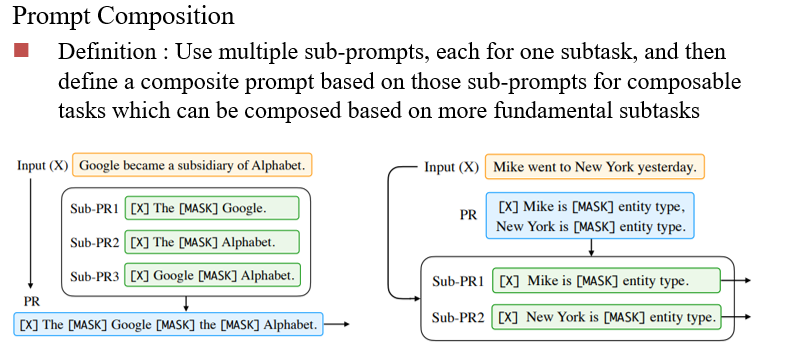 Prompt Composition
Definition : Use multiple sub-prompts, each for one subtask, and then
define a composite prompt based on those sub-prompts for composable
tasks which can be composed based on more fundamental subtasks
Input (X) Google became a subsidiary of Alphabet.
Sub-PR1 [X] The [MASK] Google.
Sub-PR2 [X] The [MASK] Alphabet.
Sub-PR3 [X] Google [MASK] Alphabet.
PR
[X] The [MASK] Google [MASK] the [MASK] Alphabet.
Input (X) Mike went to New York yesterday.
PR [X] Mike is [MASK] entity type,
New York is [MASK] entity type.
Sub-PR1 [X] Mike is [MASK] entity type.
Sub-PR2 [X] New York is [MASK] entity type.